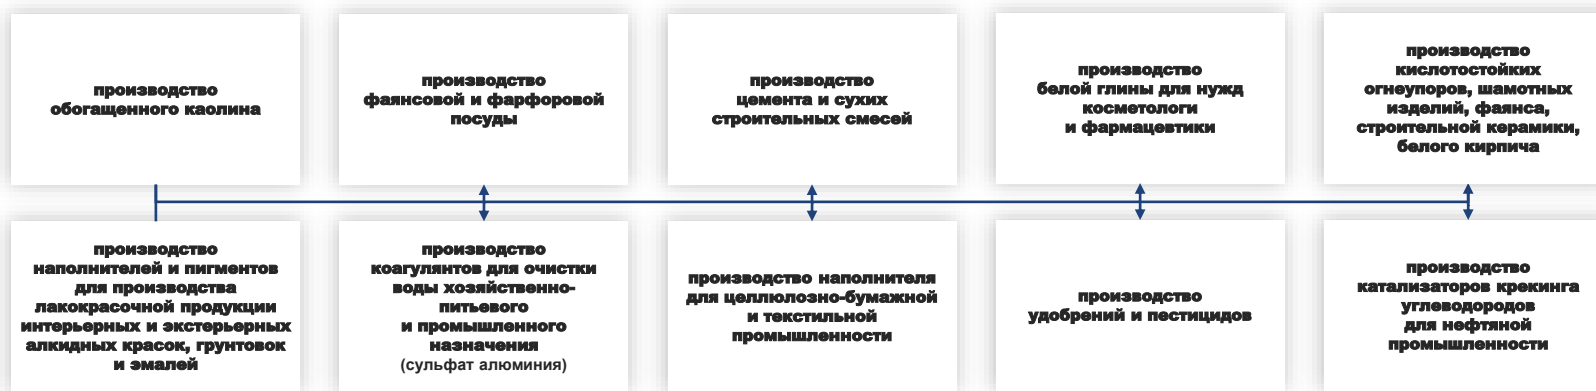 производство
обогащенного каолина
производство
фаянсовой и фарфоровой
посуды
производство
цемента и сухих
строительных смесей
производство
белой глины для нужд
косметологи
и фармацевтики
производство
кислотостойких
огнеупоров, шамотных
изделий, фаянса,
строительной керамики,
белого кирпича
производство
наполнителей и пигментов
для производства
лакокрасочной продукции
интерьерных и экстерьерных
алкидных красок, грунтовок
и эмалей
производство
коагулянтов для очистки
воды хозяйственно-
питьевого
и промышленного
назначения
(сульфат алюминия)
производство наполнителя
для целлюлозно-бумажной
и текстильной
промышленности
производство
удобрений и пестицидов
производство
катализаторов крекинга
углеводородов
для нефтяной
промышленности